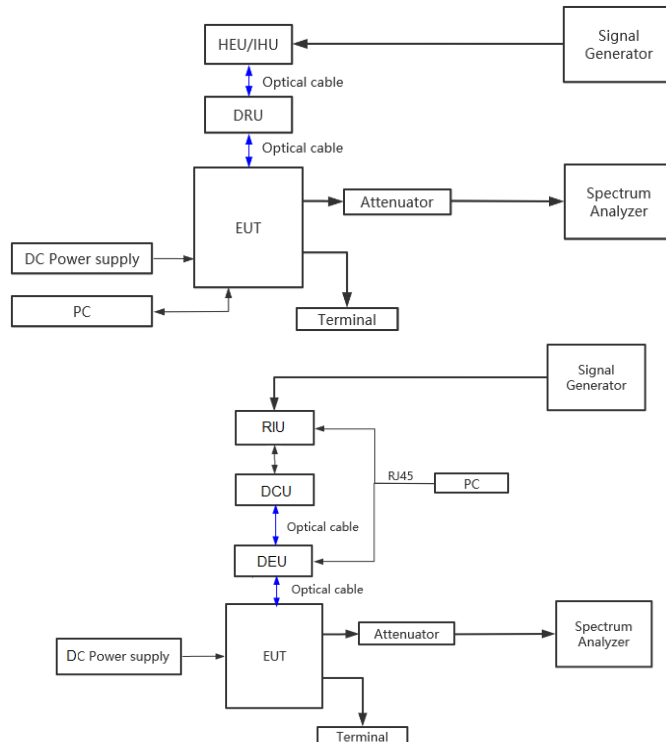 Signal
Generator
HEU/IHU
Optical cable
DRU
Optical cable
EUT
Attenuator
Spectrum
Analyzer
DC Power supply
PC
Terminal
Signal
Generator
RIU
RJ45
PC
DCU
Optical cable
DEU
Optical cable
EUT
Attenuator
Spectrum
Analyzer
DC Power supply
Terminal